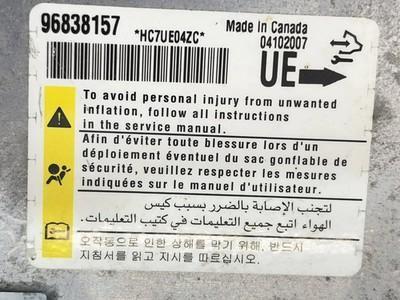 96838157
*HC7UE04ZC*
Made in Canada
04102007
UE
To avoid personal injury from unwanted
inflation, follow all instructions
in the service manual.
Afin d'éviter toute blessure lors d'un
déploiement éventuel du sac gonflable de
sécurité, veuillez respecter les mesures
indiquées sur le manuel d'utilisateur.
لتجنب الإصابة بالضرر بسبب كيس
الهواء اتبع جميع التعليمات في كتيب التعليمات.
오작동으로 인한 상해를 막기 위해, 반드시
지침서를 읽고 지시를 따르십시오.